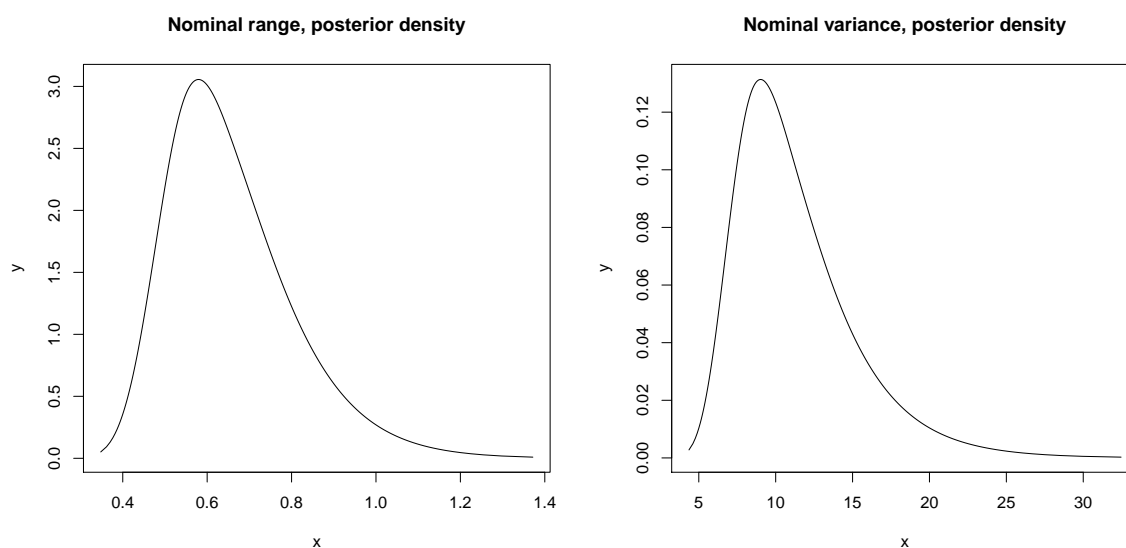 Nominal range, posterior density
y
3.0
2.5
2.0
1.5
1.0
0.5
0.0
0.4 0.6 0.8 1.0 1.2 1.4
x
Nominal variance, posterior density
y
0.12
0.10
0.08
0.06
0.04
0.02
0.00
5 10 15 20 25 30
x